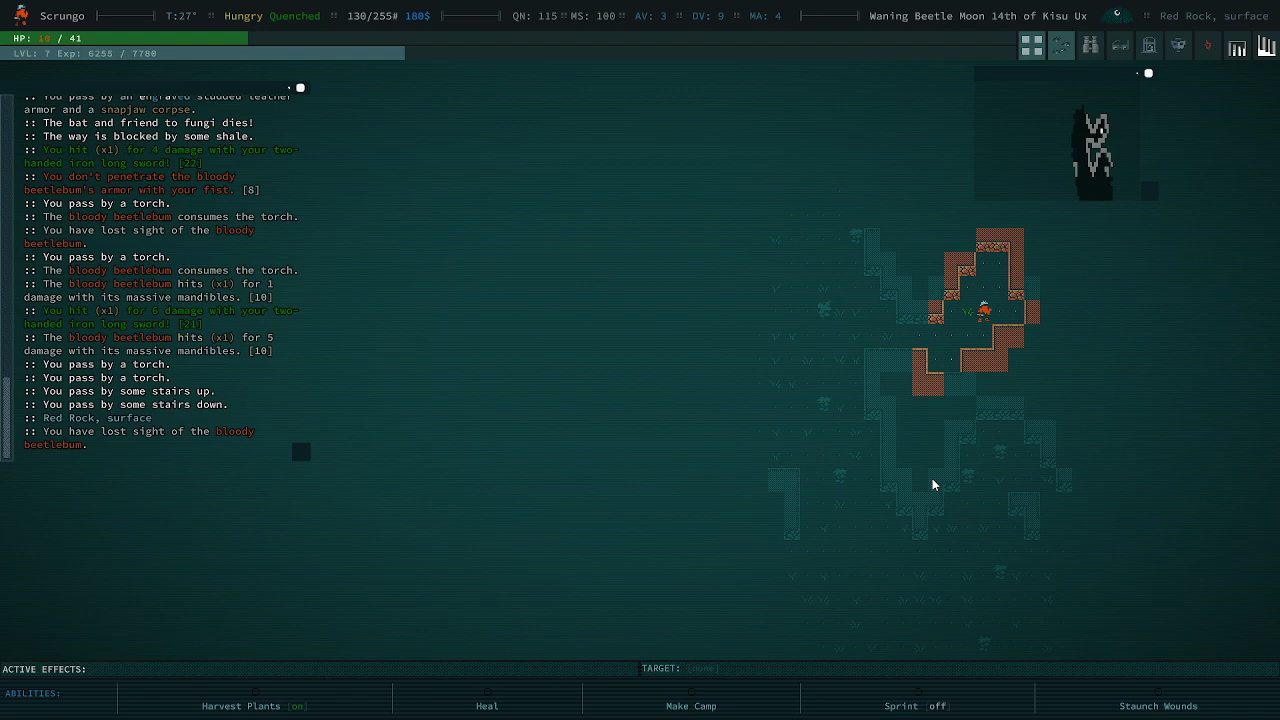 Scrungo T:27° Hungry Quenched 130/255# 180$ QN: 115 MS: 100 AV: 3 DV: 9 MA: 4 Waning Beetle Moon 14th of Kisu Ux Red Rock, surface
HP: 10 / 41
LVL: 7 Exp: 6255 / 7780
:: You pass by an engraved studded leather
armor and a snapjaw corpse.
:: The bat and friend to fungi dies!
:: The way is blocked by some shale.
:: You hit (x1) for 4 damage with your two-
handed iron long sword! [22]
:: You don't penetrate the bloody
beetlebum's armor with your fist. [8]
:: You pass by a torch.
:: The bloody beetlebum consumes the torch.
:: You have lost sight of the bloody
beetlebum.
:: You pass by a torch.
:: The bloody beetlebum consumes the torch.
:: The bloody beetlebum hits (x1) for 1
damage with its massive mandibles. [10]
:: You hit (x1) for 6 damage with your two-
handed iron long sword! [21]
:: The bloody beetlebum hits (x1) for 5
damage with its massive mandibles. [10]
:: You pass by a torch.
:: You pass by a torch.
:: You pass by some stairs up.
:: You pass by some stairs down.
:: Red Rock, surface
:: You have lost sight of the bloody
beetlebum.
ACTIVE EFFECTS: TARGET: [none]
ABILITIES: Harvest Plants [on] Heal Make Camp Sprint [off] Staunch Wounds